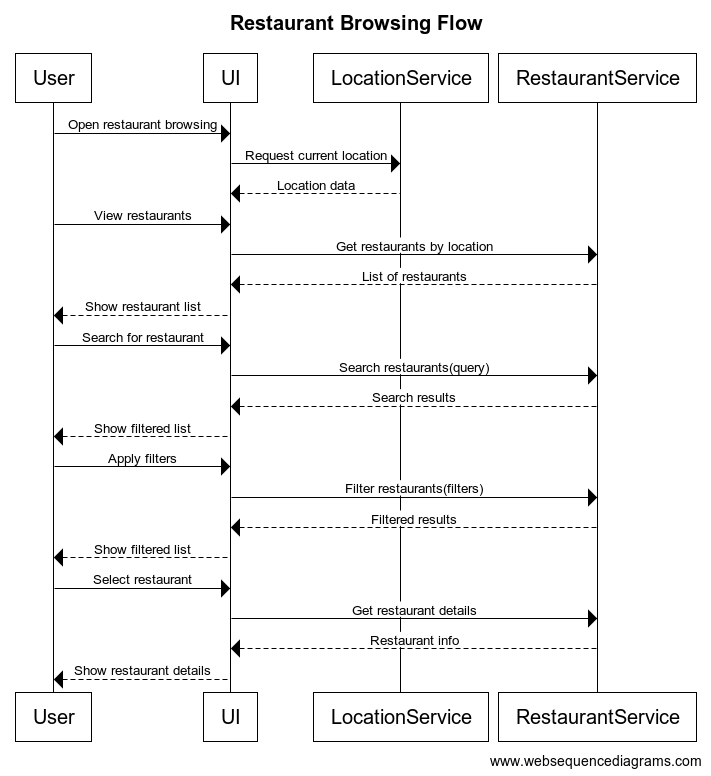 Restaurant Browsing Flow
User
UI
LocationService
RestaurantService
Open restaurant browsing
Request current location
Location data
View restaurants
Get restaurants by location
List of restaurants
Show restaurant list
Search for restaurant
Search restaurants(query)
Search results
Show filtered list
Apply filters
Filter restaurants(filters)
Filtered results
Show filtered list
Select restaurant
Get restaurant details
Restaurant info
Show restaurant details
User
UI
LocationService
RestaurantService
www.websequencediagrams.com